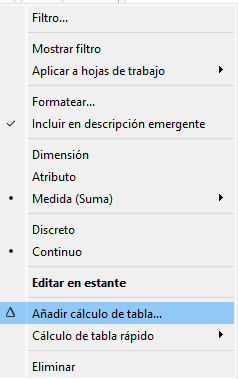 Filtro...
Mostrar filtro
Aplicar a hojas de trabajo
Formatear...
Incluir en descripción emergente
Dimensión
Atributo
Medida (Suma)
Discreto
Continuo
Editar en estante
Añadir cálculo de tabla...
Cálculo de tabla rápido
Eliminar